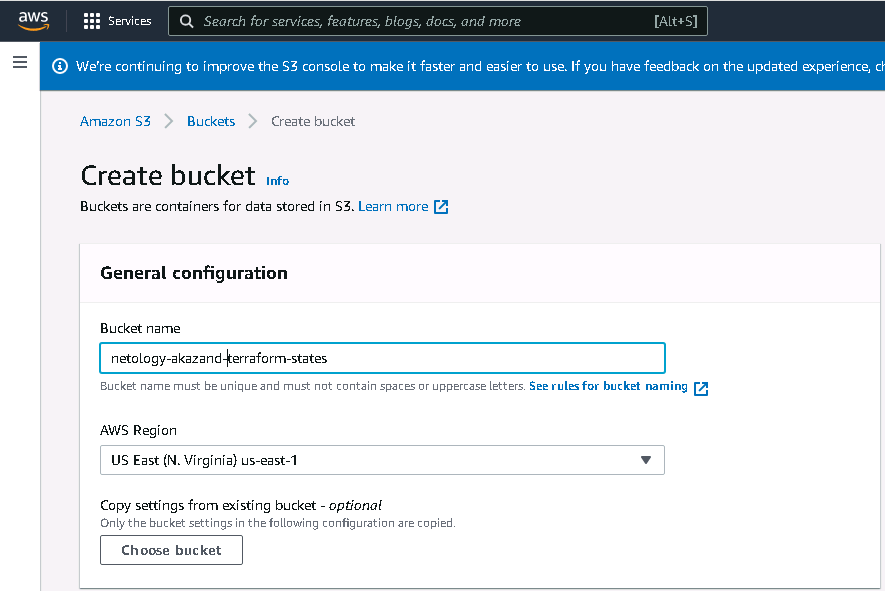 aws Services Search for services, features, blogs, docs, and more [Alt+S]
We're continuing to improve the S3 console to make it faster and easier to use. If you have feedback on the updated experience, ch
Amazon S3 Buckets Create bucket
Create bucket Info
Buckets are containers for data stored in S3. Learn more
General configuration
Bucket name
netology-akazand-terraform-states
Bucket name must be unique and must not contain spaces or uppercase letters. See rules for bucket naming
AWS Region
US East (N. Virginia) us-east-1
Copy settings from existing bucket - optional
Only the bucket settings in the following configuration are copied.
Choose bucket